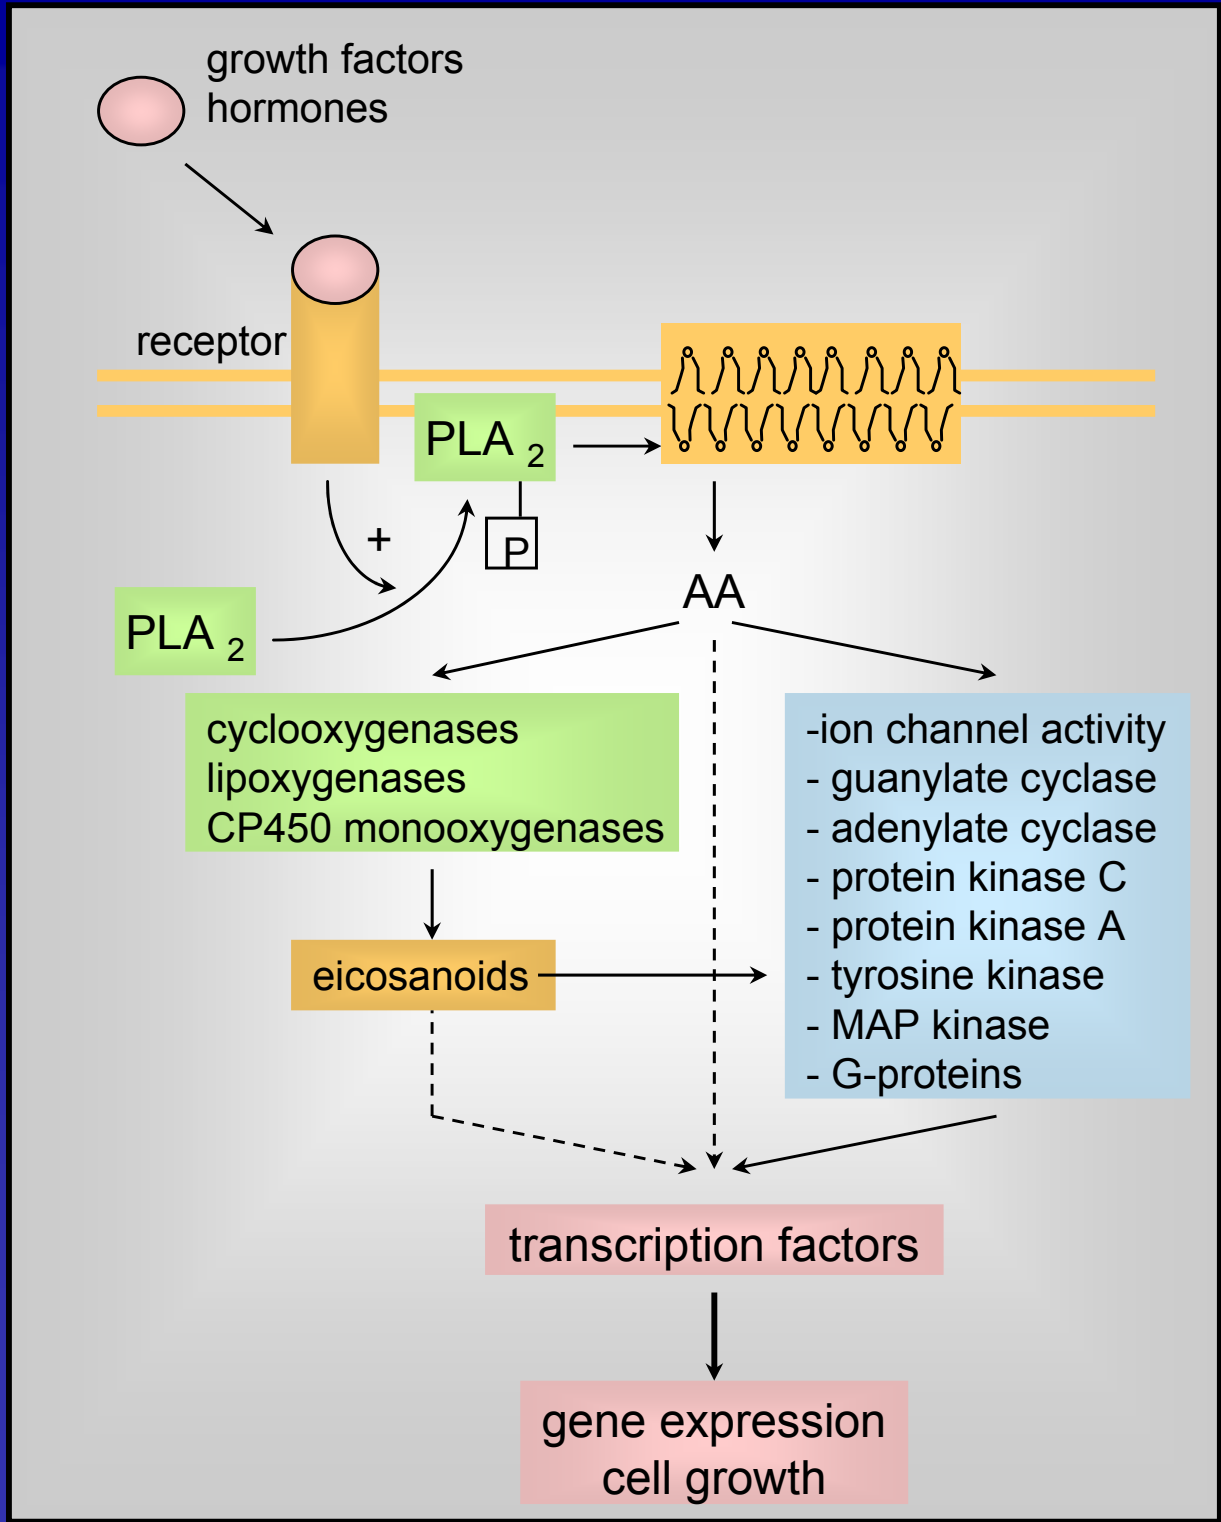 growth factors
hormones
receptor
PLA 2
P
+
PLA 2
AA
cyclooxygenases
lipoxygenases
CP450 monooxygenases
-ion channel activity
- guanylate cyclase
- adenylate cyclase
- protein kinase C
- protein kinase A
- tyrosine kinase
- MAP kinase
- G-proteins
eicosanoids
transcription factors
gene expression
cell growth